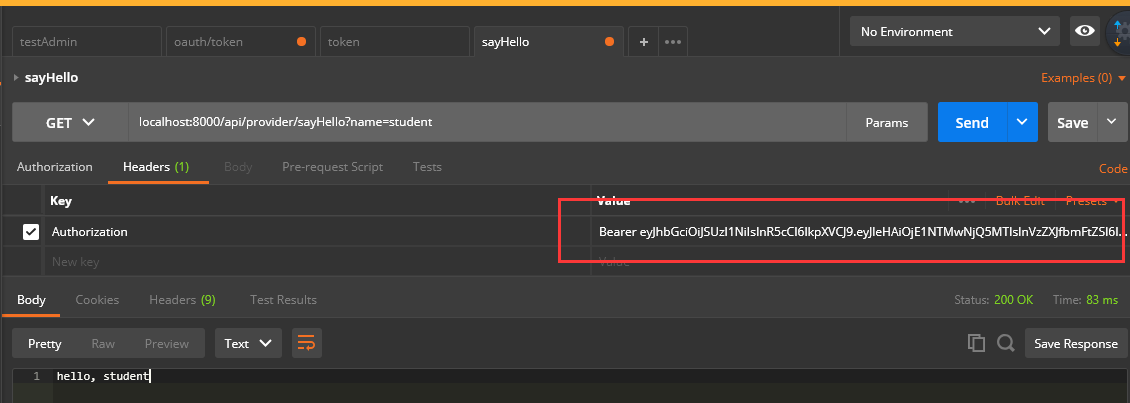 testAdmin oauth/token token sayHello + ••• No Environment
sayHello Examples (0)
GET localhost:8000/api/provider/sayHello?name=student Params Send Save
Authorization Headers (1) Body Pre-request Script Tests Code
Key Value ••• Bulk Edit Presets
Authorization Bearer eyJhbGciOiJSUzI1NiIsInR5cCI6IkpXVCJ9.eyJleHAiOjE1NTMwNjQ5MTIsInVzZXJfbmFtZSI6I...
New key Value
Body Cookies Headers (9) Test Results Status: 200 OK Time: 83 ms
Pretty Raw Preview Text Save Response
1 hello, student